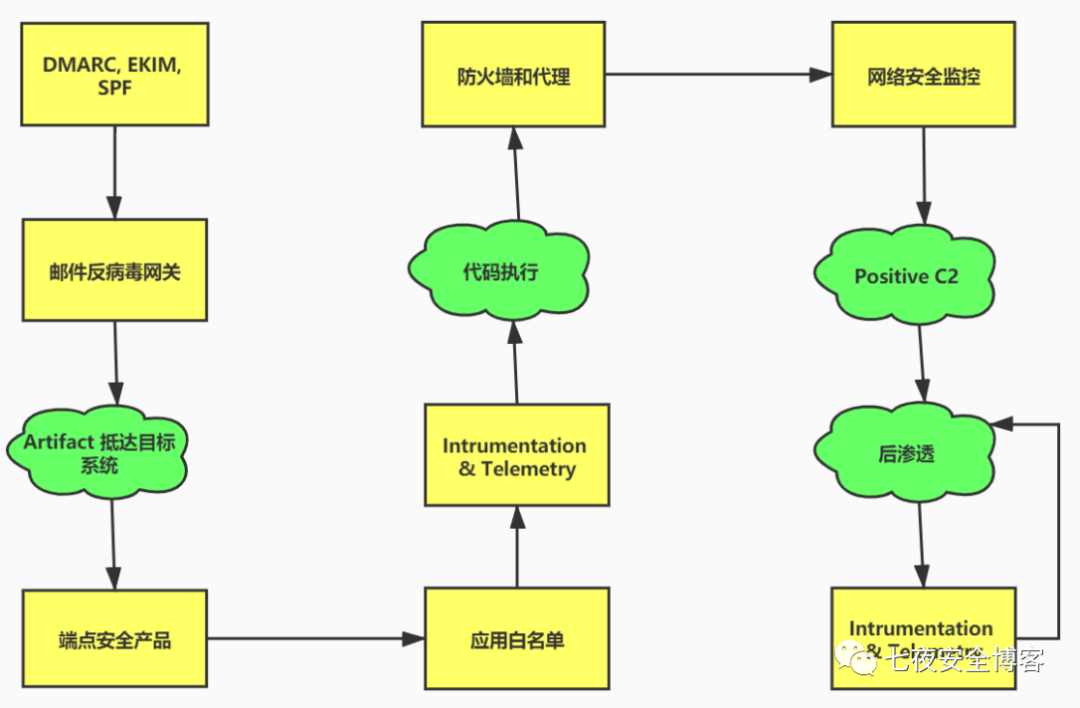 DMARC, EKIM,
SPF
邮件反病毒网关
Artifact 抵达目标
系统
端点安全产品
应用白名单
Intrumentation
& Telemetry
代码执行
防火墙和代理
网络安全监控
Positive C2
后渗透
Intrumentation
& Telemetry
七夜安全博客